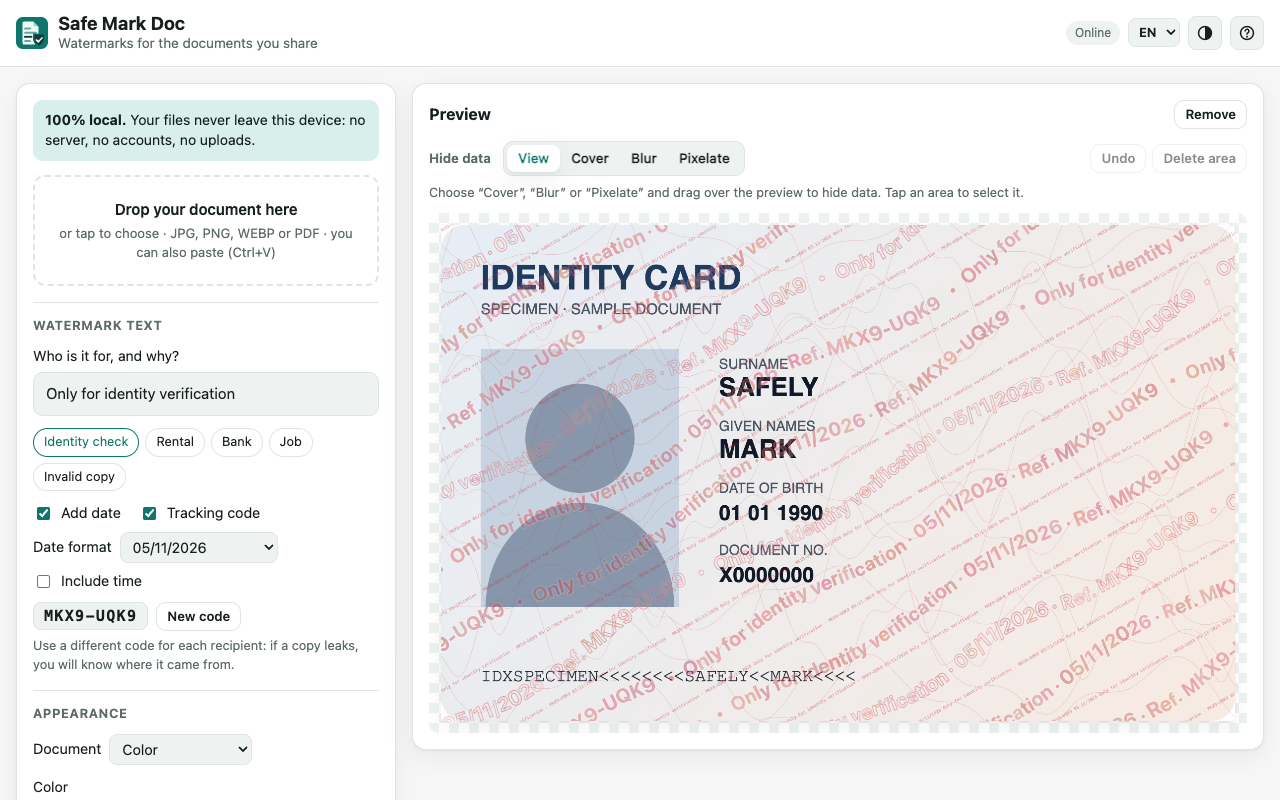 Safe Mark Doc
Watermarks for the documents you share
Online
EN
100% local. Your files never leave this device: no
server, no accounts, no uploads.
Drop your document here
or tap to choose · JPG, PNG, WEBP or PDF · you
can also paste (Ctrl+V)
WATERMARK TEXT
Who is it for, and why?
Only for identity verification
Identity check
Rental
Bank
Job
Invalid copy
Add date
Tracking code
Date format
05/11/2026
Include time
MKX9-UQK9
New code
Use a different code for each recipient: if a copy leaks,
you will know where it came from.
APPEARANCE
Document
Color
Color
Preview
Remove
Hide data
View
Cover
Blur
Pixelate
Undo
Delete area
Choose “Cover”, “Blur” or “Pixelate” and drag over the preview to hide data. Tap an area to select it.
IDENTITY CARD
SPECIMEN · SAMPLE DOCUMENT
SURNAME
SAFELY
GIVEN NAMES
MARK
DATE OF BIRTH
01 01 1990
DOCUMENT NO.
X0000000
IDXSPECIMEN<<<<<<<<SAFELY<<MARK<<<<
Only for identity verification · 05/11/2026 · Ref. MKX9-UQK9